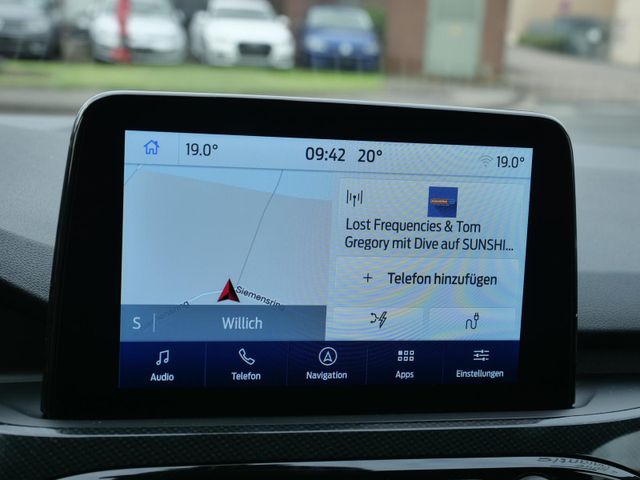 19.0°
09:42
20°
19.0°
Lost Frequencies & Tom
Gregory mit Dive auf SUNSHI...
+ Telefon hinzufügen
Siemensring
S
Willich
Audio
Telefon
Navigation
Apps
Einstellungen